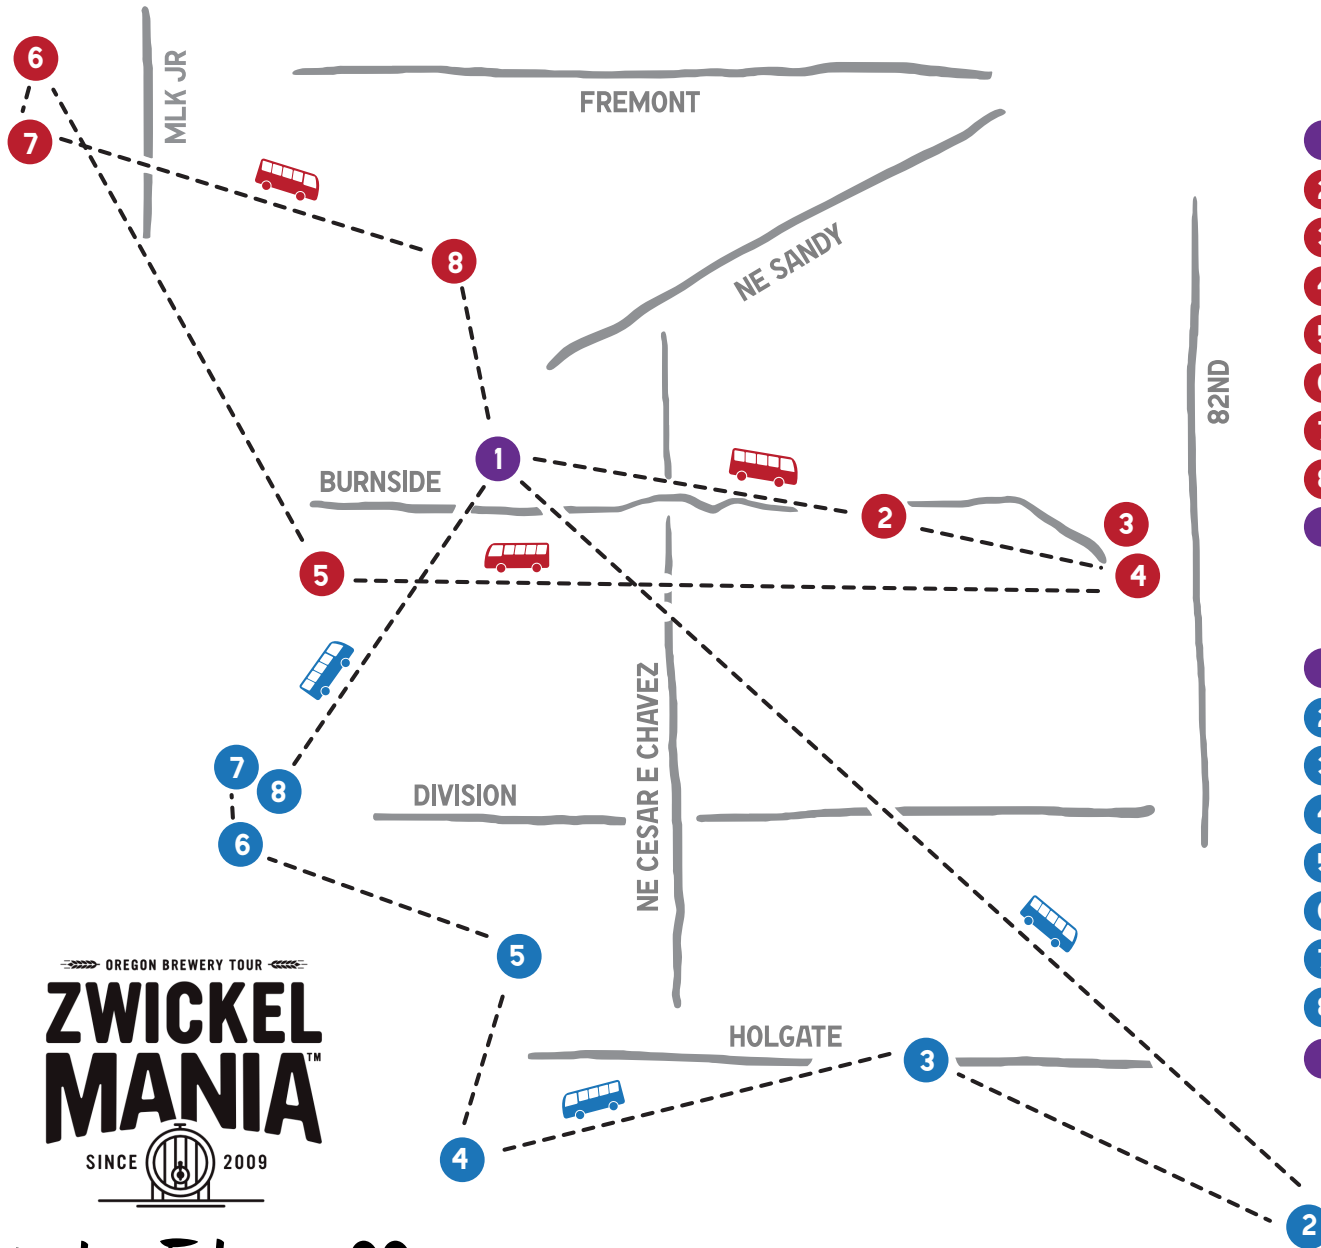 6
MLK JR
FREMONT
7
NE SANDY
8
82ND
1
BURNSIDE
2
3
4
5
NE CESAR E CHAVEZ
7
8
DIVISION
6
5
OREGON BREWERY TOUR
ZWICKEL
MANIA™
SINCE 2009
HOLGATE
3
4
2